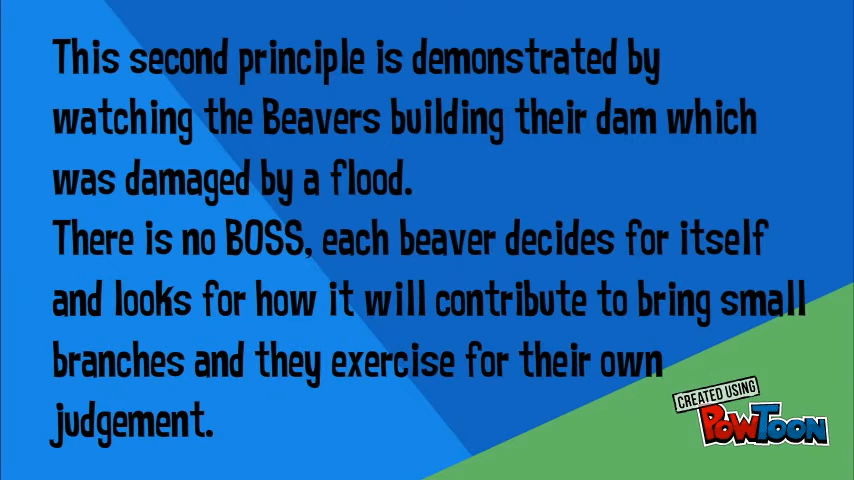 This second principle is demonstrated by
watching the Beavers building their dam which
was damaged by a flood.
There is no BOSS, each beaver decides for itself
and looks for how it will contribute to bring small
branches and they exercise for their own
judgement.
CREATED USING
POWTOON